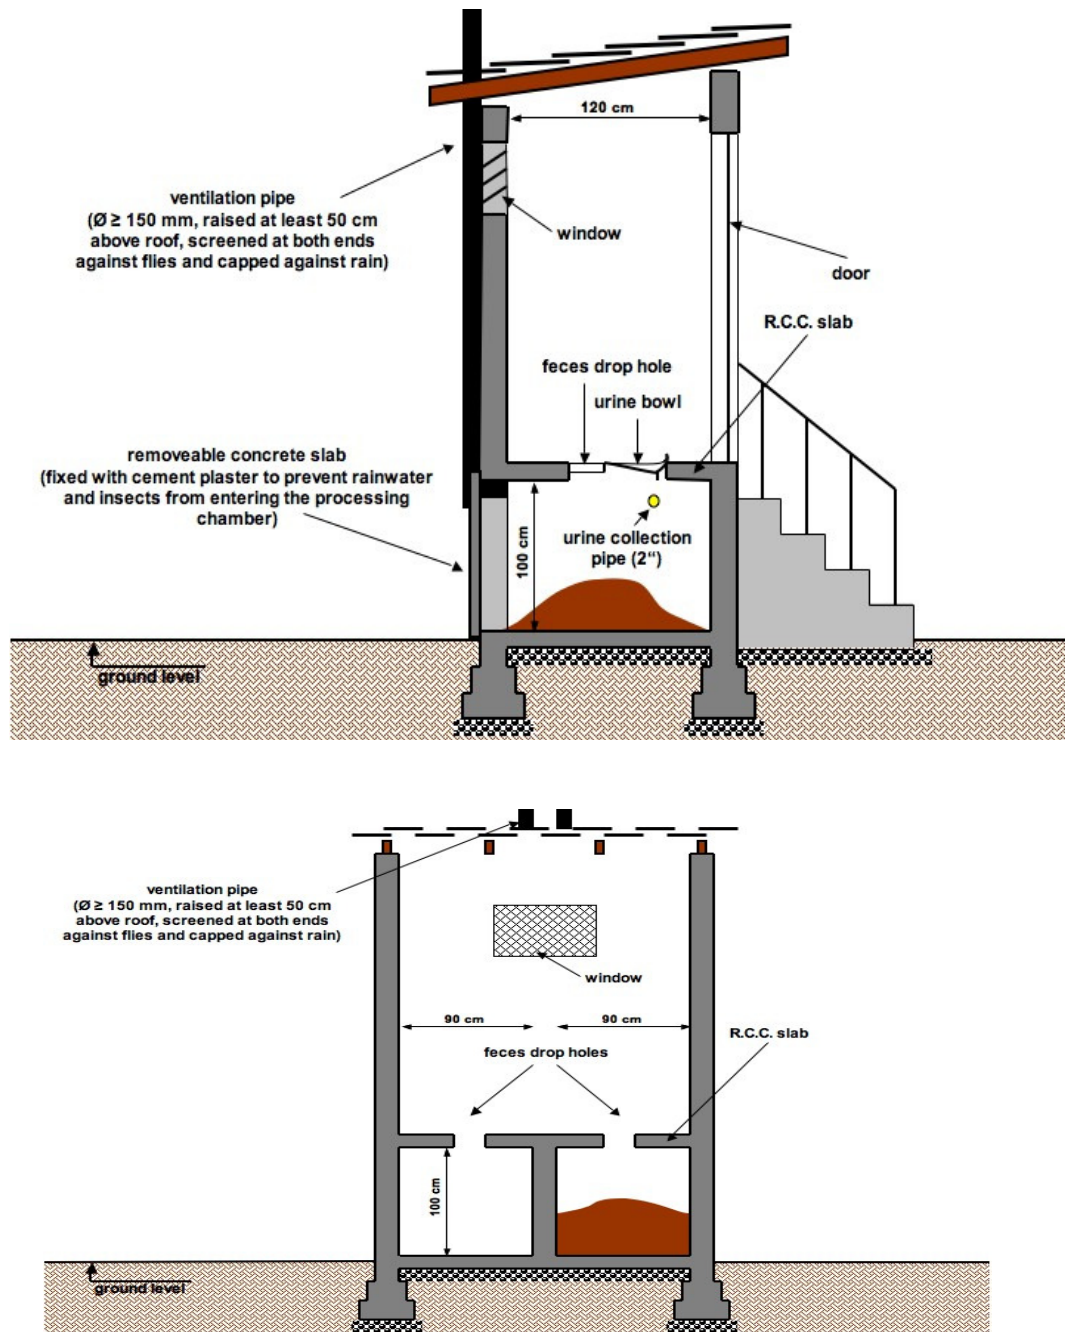 120 cm
ventilation pipe
(Ø ≥ 150 mm, raised at least 50 cm
above roof, screened at both ends
against flies and capped against rain)
window
door
R.C.C. slab
feces drop hole
urine bowl
removeable concrete slab
(fixed with cement plaster to prevent rainwater
and insects from entering the processing
chamber)
100 cm
urine collection
pipe (2“)
ground level
ventilation pipe
(Ø ≥ 150 mm, raised at least 50 cm
above roof, screened at both ends
against flies and capped against rain)
window
90 cm
90 cm
R.C.C. slab
feces drop holes
100 cm
ground level